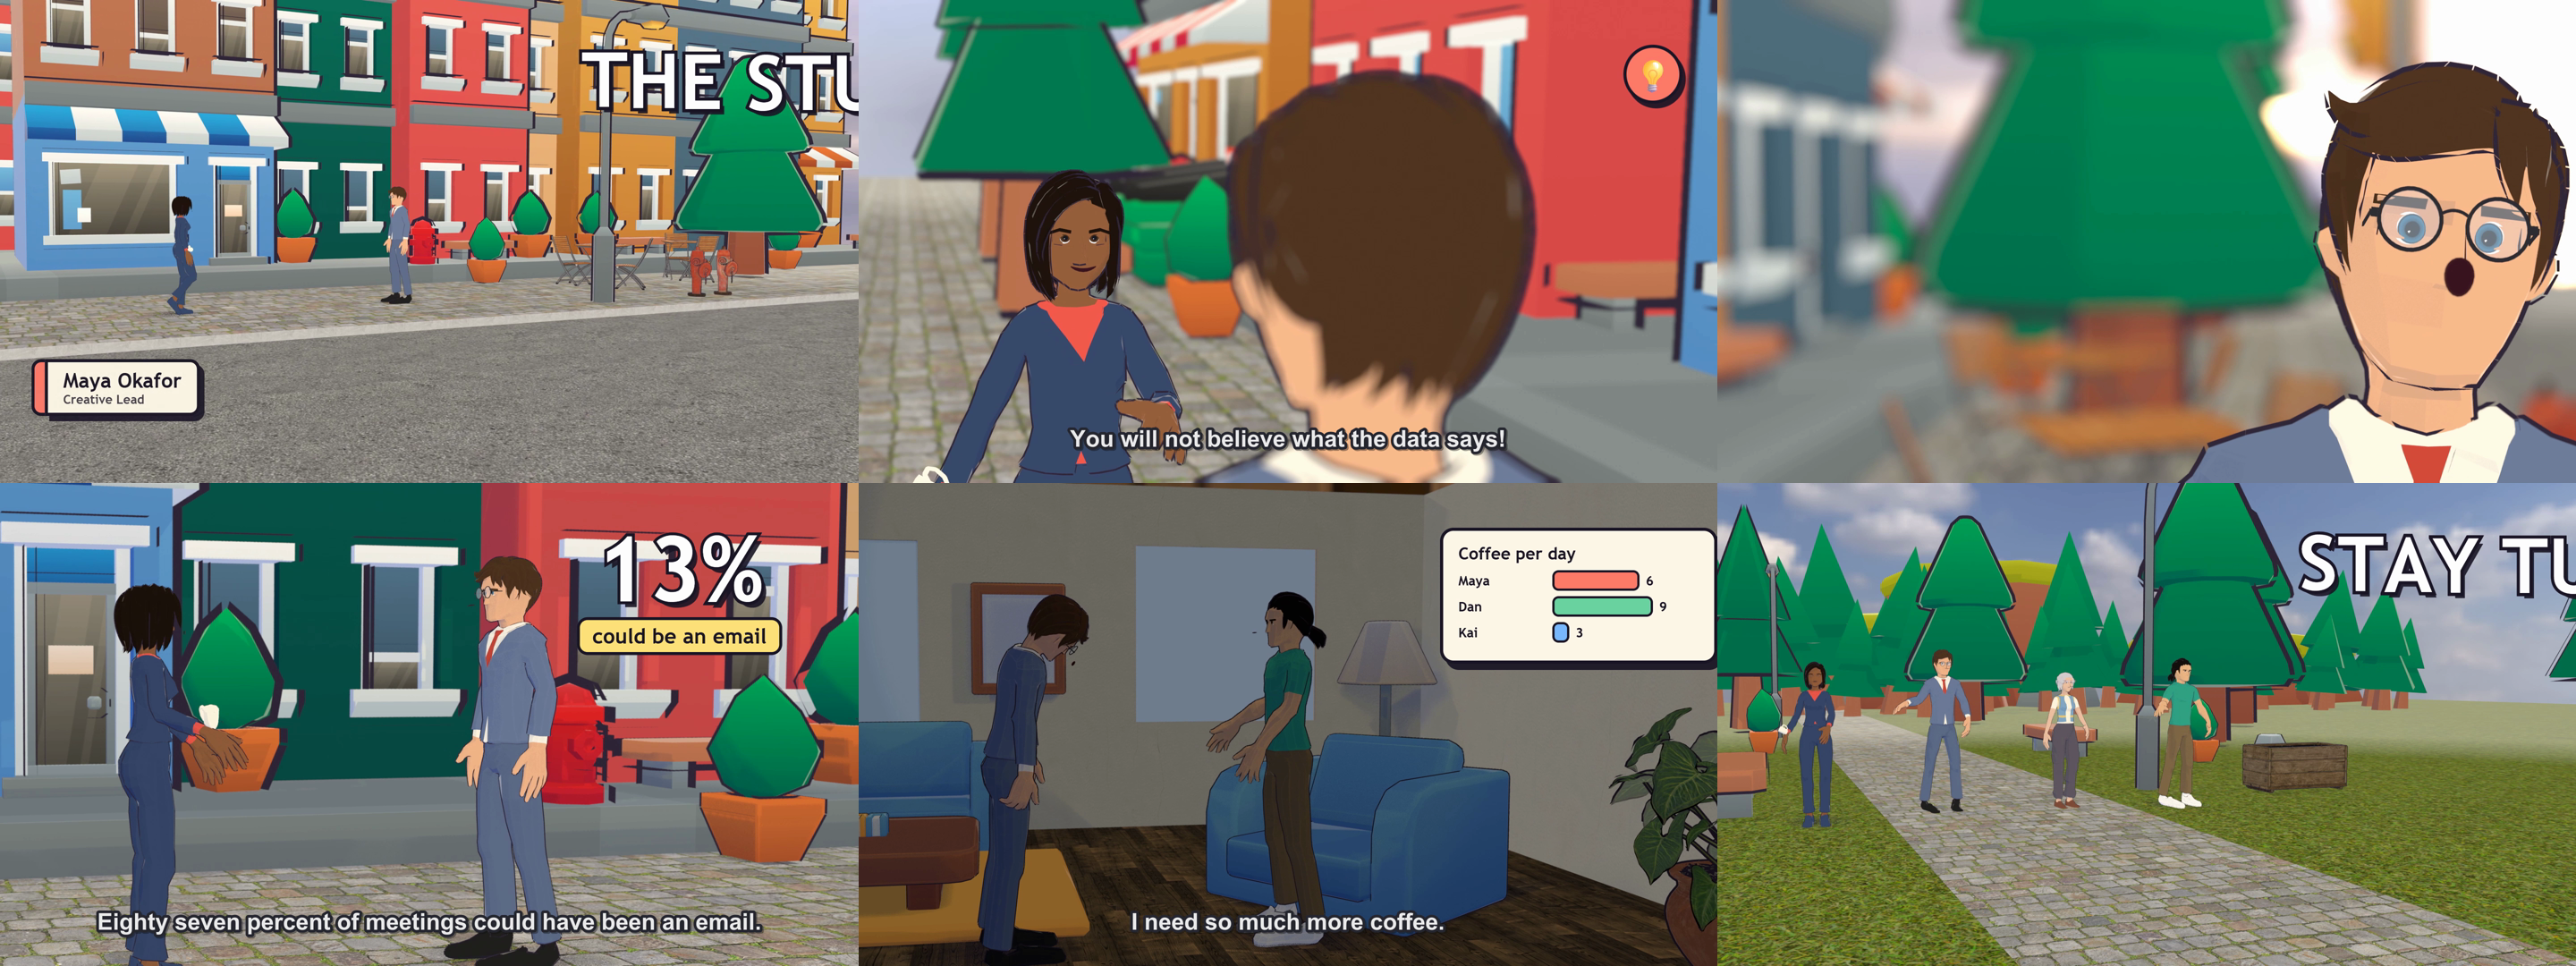 THE STU
Maya Okafor
Creative Lead
You will not believe what the data says!
13%
could be an email
Eighty seven percent of meetings could have been an email.
Coffee per day
Maya 6
Dan 9
Kai 3
I need so much more coffee.
STAY TU